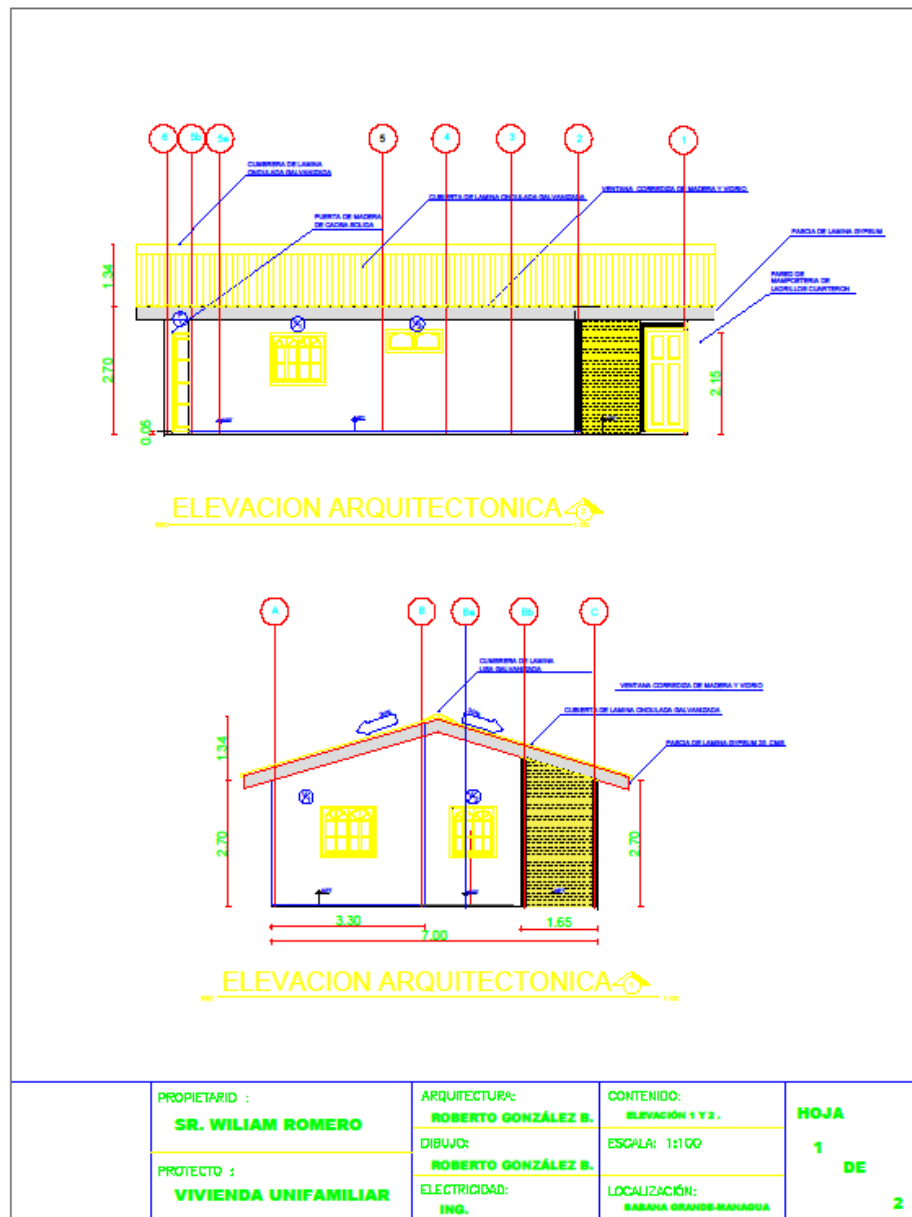 6 5b 5a 5 4 3 2 1
CUMBRERA DE LAMINA
ONDULADA GALVANIZADA
CUBIERTA DE LAMINA ONDULADA GALVANIZADA
VENTANA CORREDIZA DE MADERA Y VIDRIO
PUERTA DE MADERA
DE CAOBA SOLIDA
FASCIA DE LAMINA GYPSUM
PARED DE
MAMPOSTERIA DE
LADRILLOS CUARTERON
1.34
2.70
0.05
2.15
ELEVACION ARQUITECTONICA
A B Ba Bb C
CUMBRERA DE LAMINA
LISA GALVANIZADA
VENTANA CORREDIZA DE MADERA Y VIDRIO
CUBIERTA DE LAMINA ONDULADA GALVANIZADA
FASCIA DE LAMINA GYPSUM 25 CMS
1.34
2.70
2.70
3.30
1.65
7.00
ELEVACION ARQUITECTONICA
PROPIETARIO :
SR. WILIAM ROMERO
PROTECTO :
VIVIENDA UNIFAMILIAR
ARQUITECTURA:
ROBERTO GONZÁLEZ B.
DIBUJO:
ROBERTO GONZÁLEZ B.
ELECTRICIDAD:
ING.
CONTENIDO:
ELEVACIÓN 1 Y 2 .
ESCALA: 1:100
LOCALIZACIÓN:
SABANA GRANDE-MANAGUA
HOJA
1
DE
2